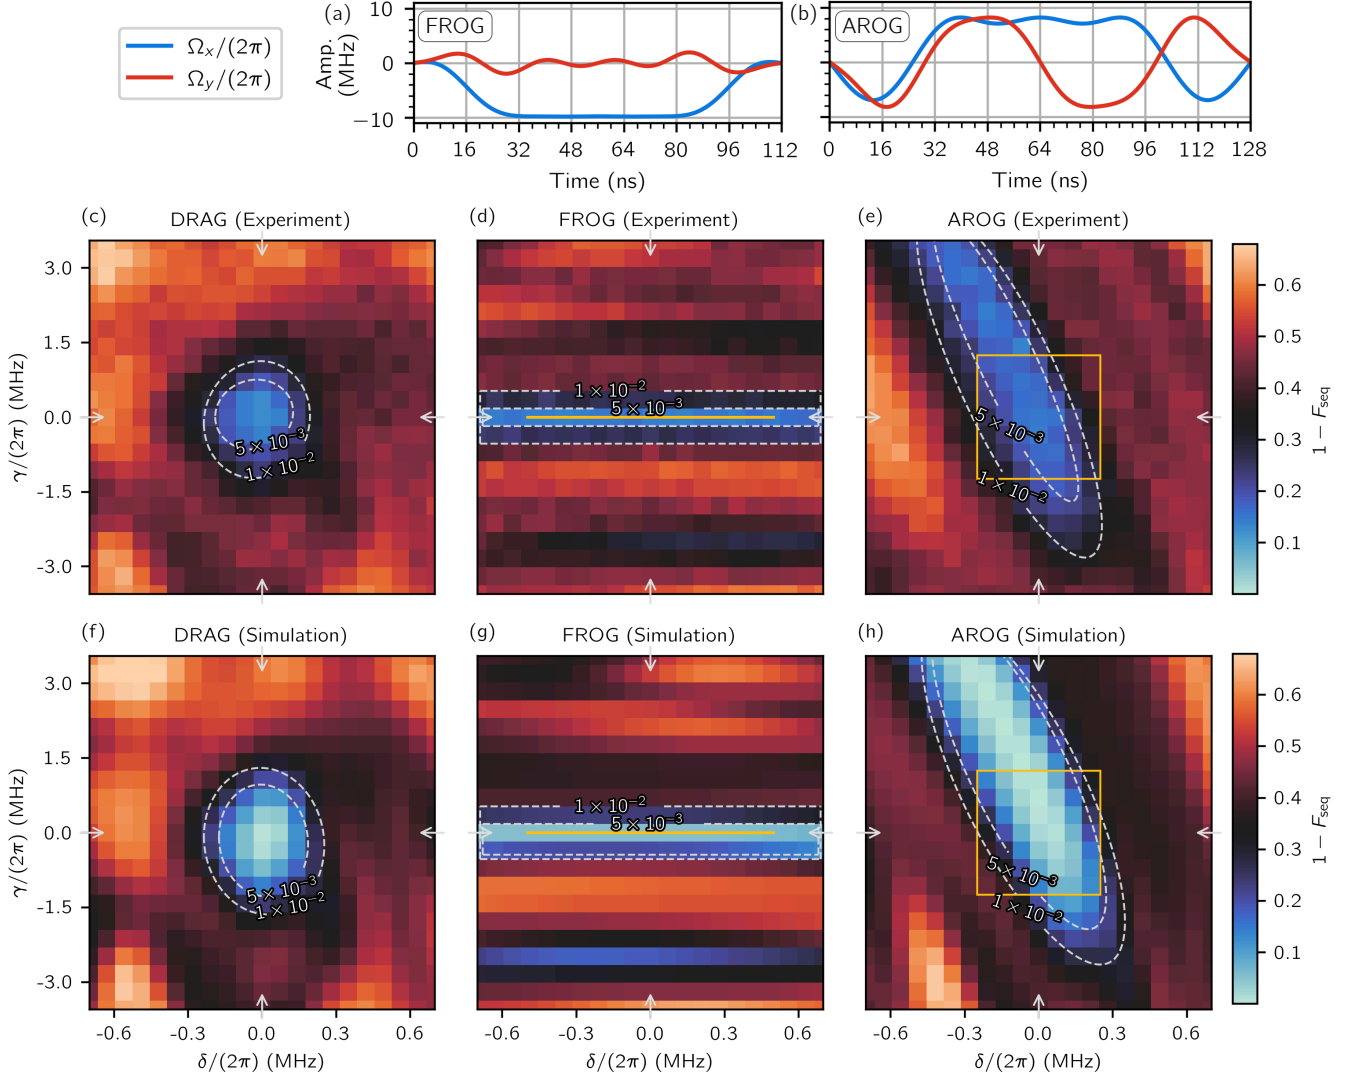 Ωx/(2π)
Ωy/(2π)
(a)
FROG
Amp.
(MHz)
10
0
−10
0 16 32 48 64 80 96 112
Time (ns)
(b)
AROG
0 16 32 48 64 80 96 112 128
Time (ns)
(c) DRAG (Experiment)
3.0
1.5
0.0
-1.5
-3.0
γ/(2π) (MHz)
5 × 10⁻³
1 × 10⁻²
(d) FROG (Experiment)
1 × 10⁻²
5 × 10⁻³
(e) AROG (Experiment)
5 × 10⁻³
1 × 10⁻²
0.6
0.5
0.4
0.3
0.2
0.1
1 − Fseq
(f) DRAG (Simulation)
3.0
1.5
0.0
-1.5
-3.0
γ/(2π) (MHz)
5 × 10⁻³
1 × 10⁻²
-0.6 -0.3 0.0 0.3 0.6
δ/(2π) (MHz)
(g) FROG (Simulation)
1 × 10⁻²
5 × 10⁻³
-0.6 -0.3 0.0 0.3 0.6
δ/(2π) (MHz)
(h) AROG (Simulation)
5 × 10⁻³
1 × 10⁻²
-0.6 -0.3 0.0 0.3 0.6
δ/(2π) (MHz)
0.6
0.5
0.4
0.3
0.2
0.1
1 − Fseq